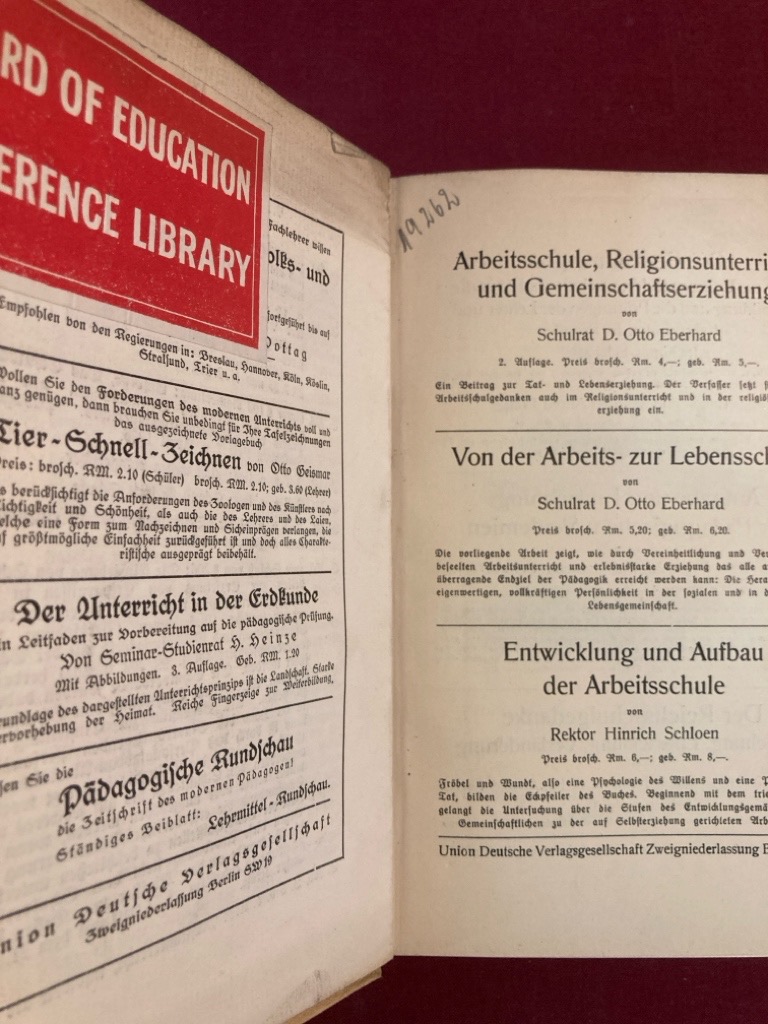 RD OF EDUCATION
ERENCE LIBRARY
Fachlehrer wissen
olks- und
fortgeführt bis auf
Dottag
Empfohlen von den Regierungen in: Breslau, Hannover, Köln, Köslin,
Stralsund, Trier u. a.
Wollen Sie den Forderungen des modernen Unterrichts voll und
anz genügen, dann brauchen Sie unbedingt für Ihre Tafelzeichnungen
das ausgezeichnete Vorlagebuch
Tier-Schnell-Zeichnen von Otto Geismar
reis: brosch. RM. 2.10 (Schüler) brosch. RM. 2.10; geb. 3.60 (Lehrer)
s berücksichtigt die Anforderungen des Zoologen und des Künstlers nach
ichtigkeit und Schönheit, als auch die des Lehrers und des Laien,
elche eine Form zum Nachzeichnen und Sicheinprägen verlangen, die
f größtmögliche Einfachheit zurückgeführt ist und doch alles Charakte-
ristische ausgeprägt beibehält.
Der Unterricht in der Erdkunde
in Leitfaden zur Vorbereitung auf die pädagogische Prüfung.
Von Seminar-Studienrat H. Heinze
Mit Abbildungen. 3. Auflage. Geb. RM. 1.20
rundlage des dargestellten Unterrichtsprinzips ist die Landschaft. Starke
ervorhebung der Heimat. Reiche Fingerzeige zur Weiterbildung.
sen Sie die
Pädagogische Rundschau
die Zeitschrift des modernen Pädagogen!
Ständiges Beiblatt: Lehrmittel-Rundschau.
nion Deutsche Verlagsgesellschaft
Zweigniederlassung Berlin SW 19
19262
Arbeitsschule, Religionsunterri
und Gemeinschaftserziehung
von
Schulrat D. Otto Eberhard
2. Auflage. Preis brosch. Rm. 4,—; geb. Rm. 5,—.
Ein Beitrag zur Tat- und Lebenserziehung. Der Verfasser setzt
Arbeitsschulgedanken auch im Religionsunterricht und in der religiös
erziehung ein.
Von der Arbeits- zur Lebenssch
von
Schulrat D. Otto Eberhard
Preis brosch. Rm. 5,20; geb. Rm. 6,20.
Die vorliegende Arbeit zeigt, wie durch Vereinheitlichung und Ver
beseelten Arbeitsunterricht und erlebnisstarke Erziehung das alle a
überragende Endziel der Pädagogik erreicht werden kann: Die Hera
eigenwertigen, vollkräftigen Persönlichkeit in der sozialen und in d
Lebensgemeinschaft.
Entwicklung und Aufbau
der Arbeitsschule
von
Rektor Hinrich Schloen
Preis brosch. Rm. 6,—; geb. Rm. 8,—.
Fröbel und Wundt, also eine Psychologie des Willens und eine P
Tat, bilden die Eckpfeiler des Buches. Beginnend mit dem trie
gelangt die Untersuchung über die Stufen des Entwicklungsgemä
Gemeinschaftlichen zu der auf Selbsterziehung gerichteten Arb
Union Deutsche Verlagsgesellschaft Zweigniederlassung B